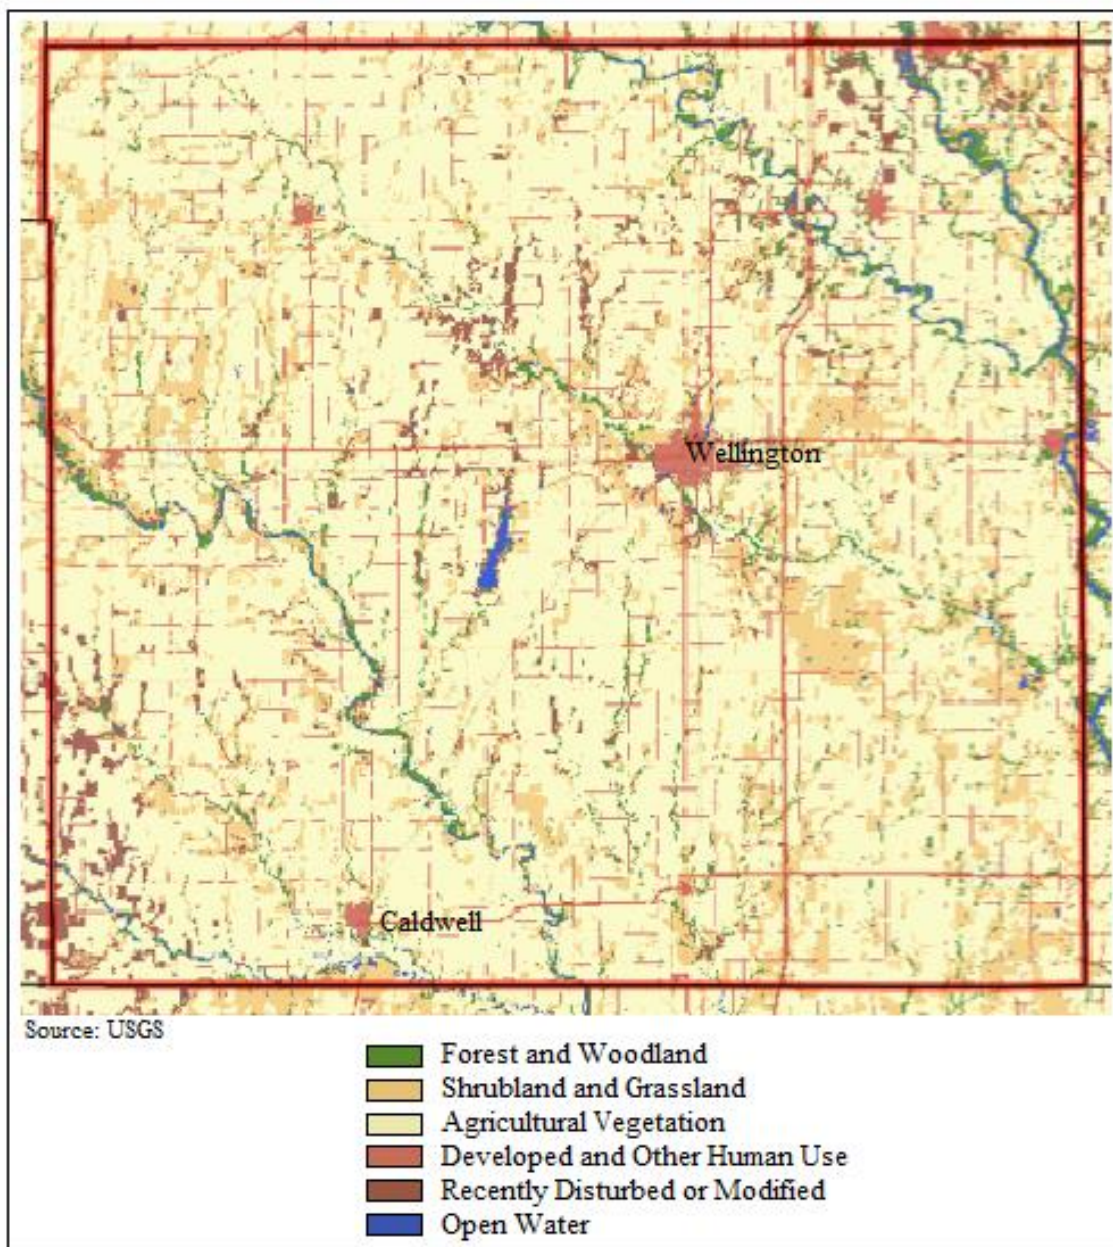 Wellington
Caldwell
Source: USGS
Forest and Woodland
Shrubland and Grassland
Agricultural Vegetation
Developed and Other Human Use
Recently Disturbed or Modified
Open Water